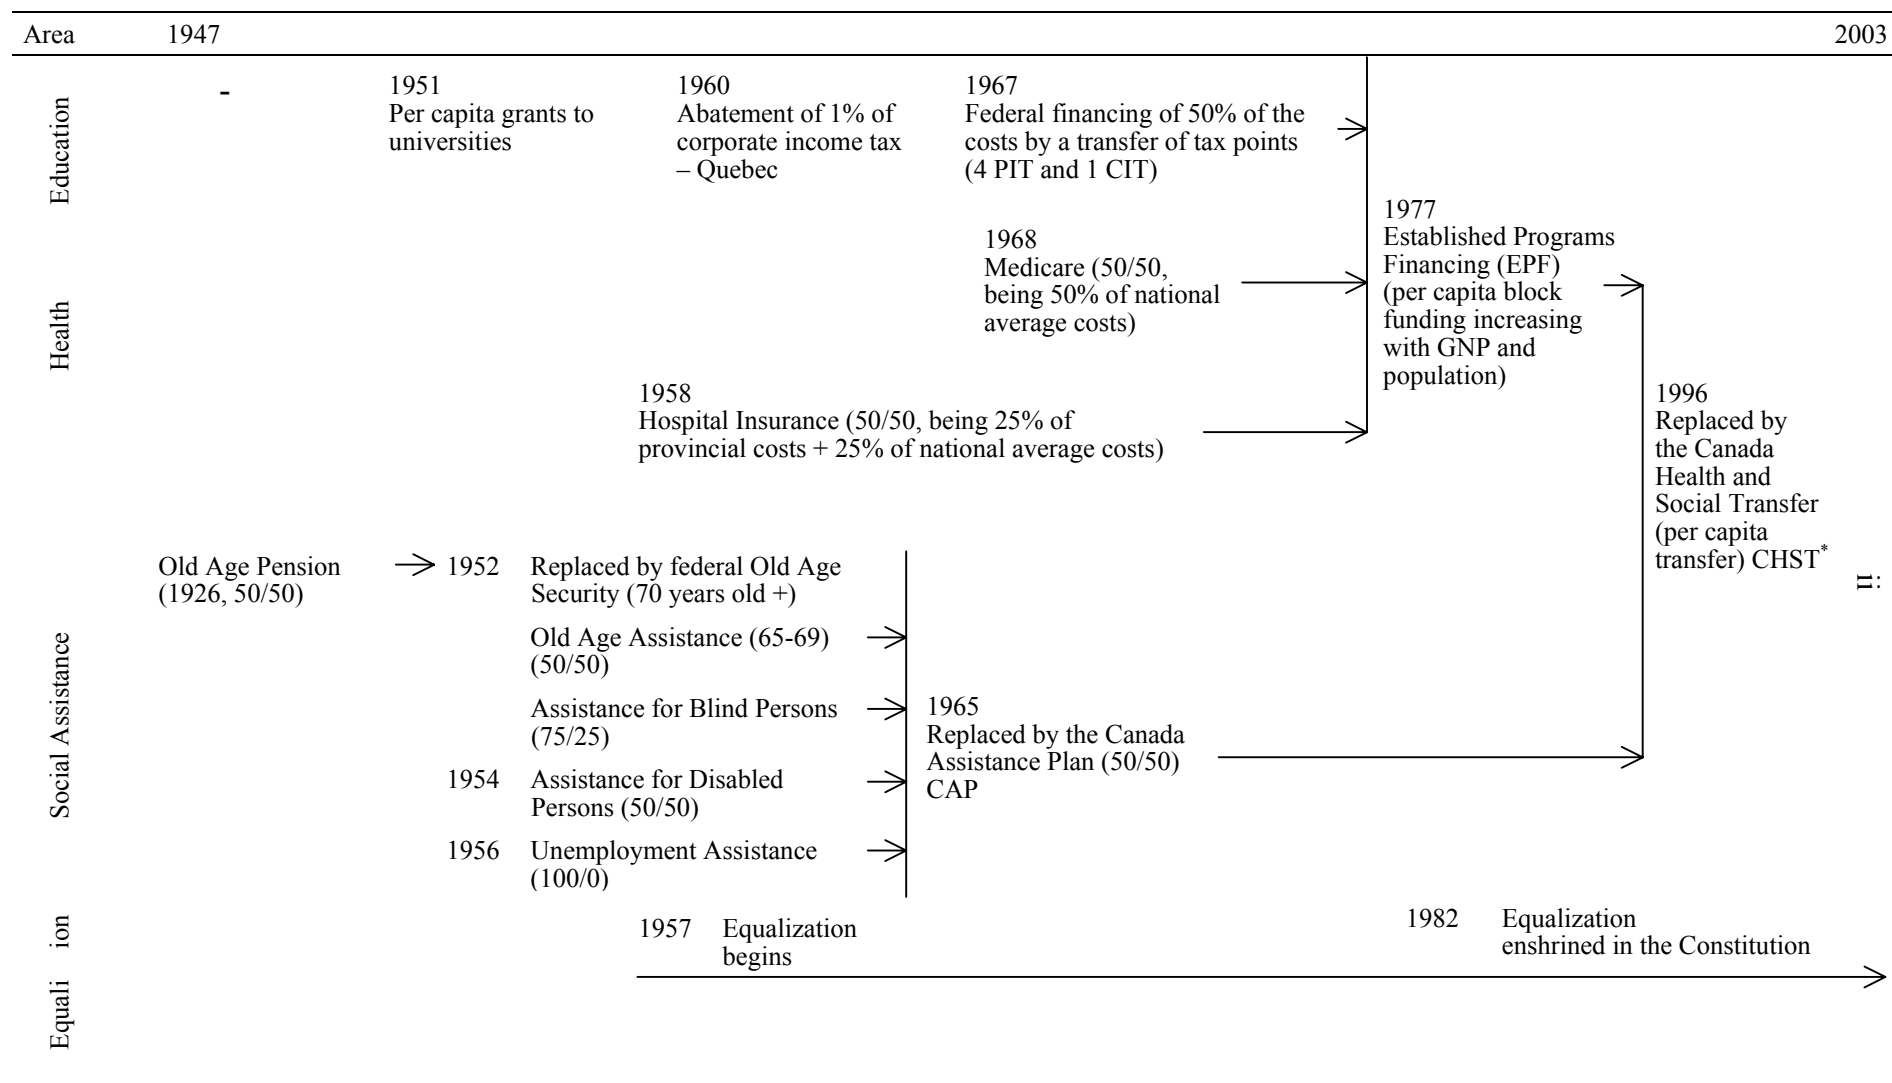 Area 1947 2003
Education
-
1951
Per capita grants to
universities
1960
Abatement of 1% of
corporate income tax
– Quebec
1967
Federal financing of 50% of the
costs by a transfer of tax points
(4 PIT and 1 CIT)
Health
1968
Medicare (50/50,
being 50% of national
average costs)
1958
Hospital Insurance (50/50, being 25% of
provincial costs + 25% of national average costs)
1977
Established Programs
Financing (EPF)
(per capita block
funding increasing
with GNP and
population)
1996
Replaced by
the Canada
Health and
Social Transfer
(per capita
transfer) CHST*
ii
Social Assistance
Old Age Pension
(1926, 50/50)
1952 Replaced by federal Old Age
Security (70 years old +)
Old Age Assistance (65-69)
(50/50)
Assistance for Blind Persons
(75/25)
1954 Assistance for Disabled
Persons (50/50)
1956 Unemployment Assistance
(100/0)
1965
Replaced by the Canada
Assistance Plan (50/50)
CAP
Equali ion
1957 Equalization
begins
1982 Equalization
enshrined in the Constitution